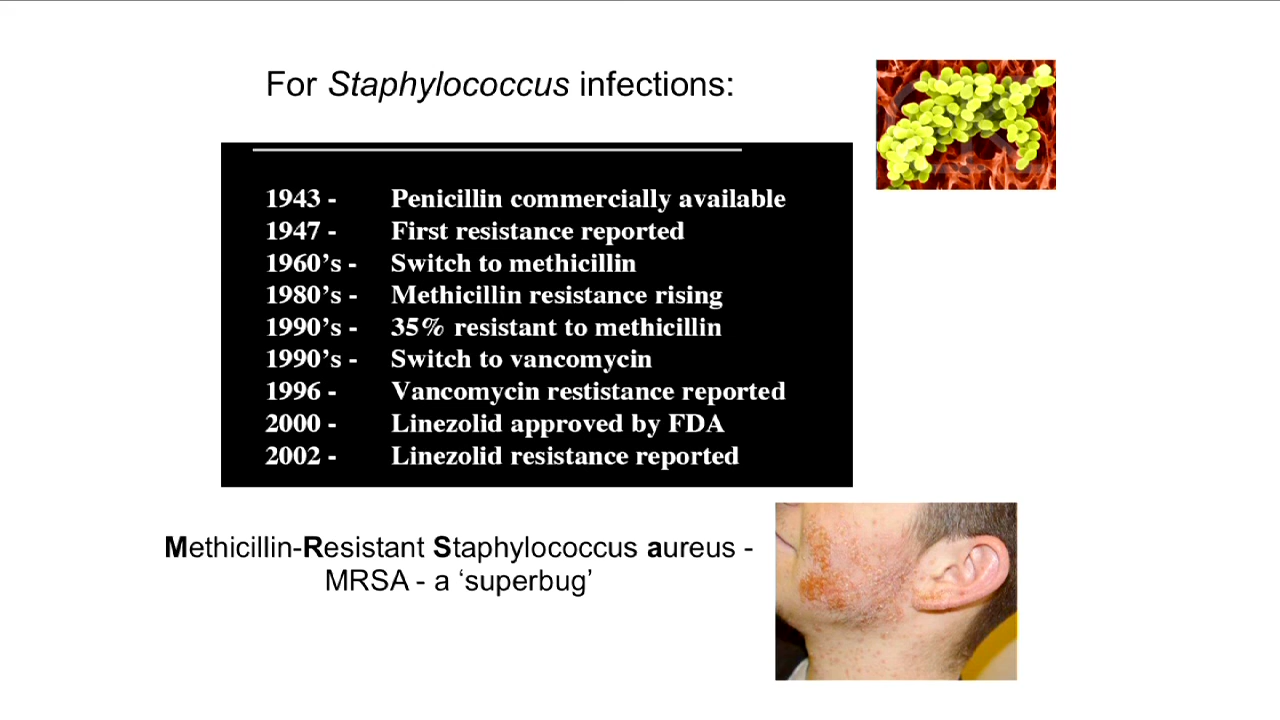 For Staphylococcus infections:
1943 - Penicillin commercially available
1947 - First resistance reported
1960’s - Switch to methicillin
1980’s - Methicillin resistance rising
1990’s - 35% resistant to methicillin
1990’s - Switch to vancomycin
1996 - Vancomycin restistance reported
2000 - Linezolid approved by FDA
2002 - Linezolid resistance reported
Methicillin-Resistant Staphylococcus aureus -
MRSA - a ‘superbug’